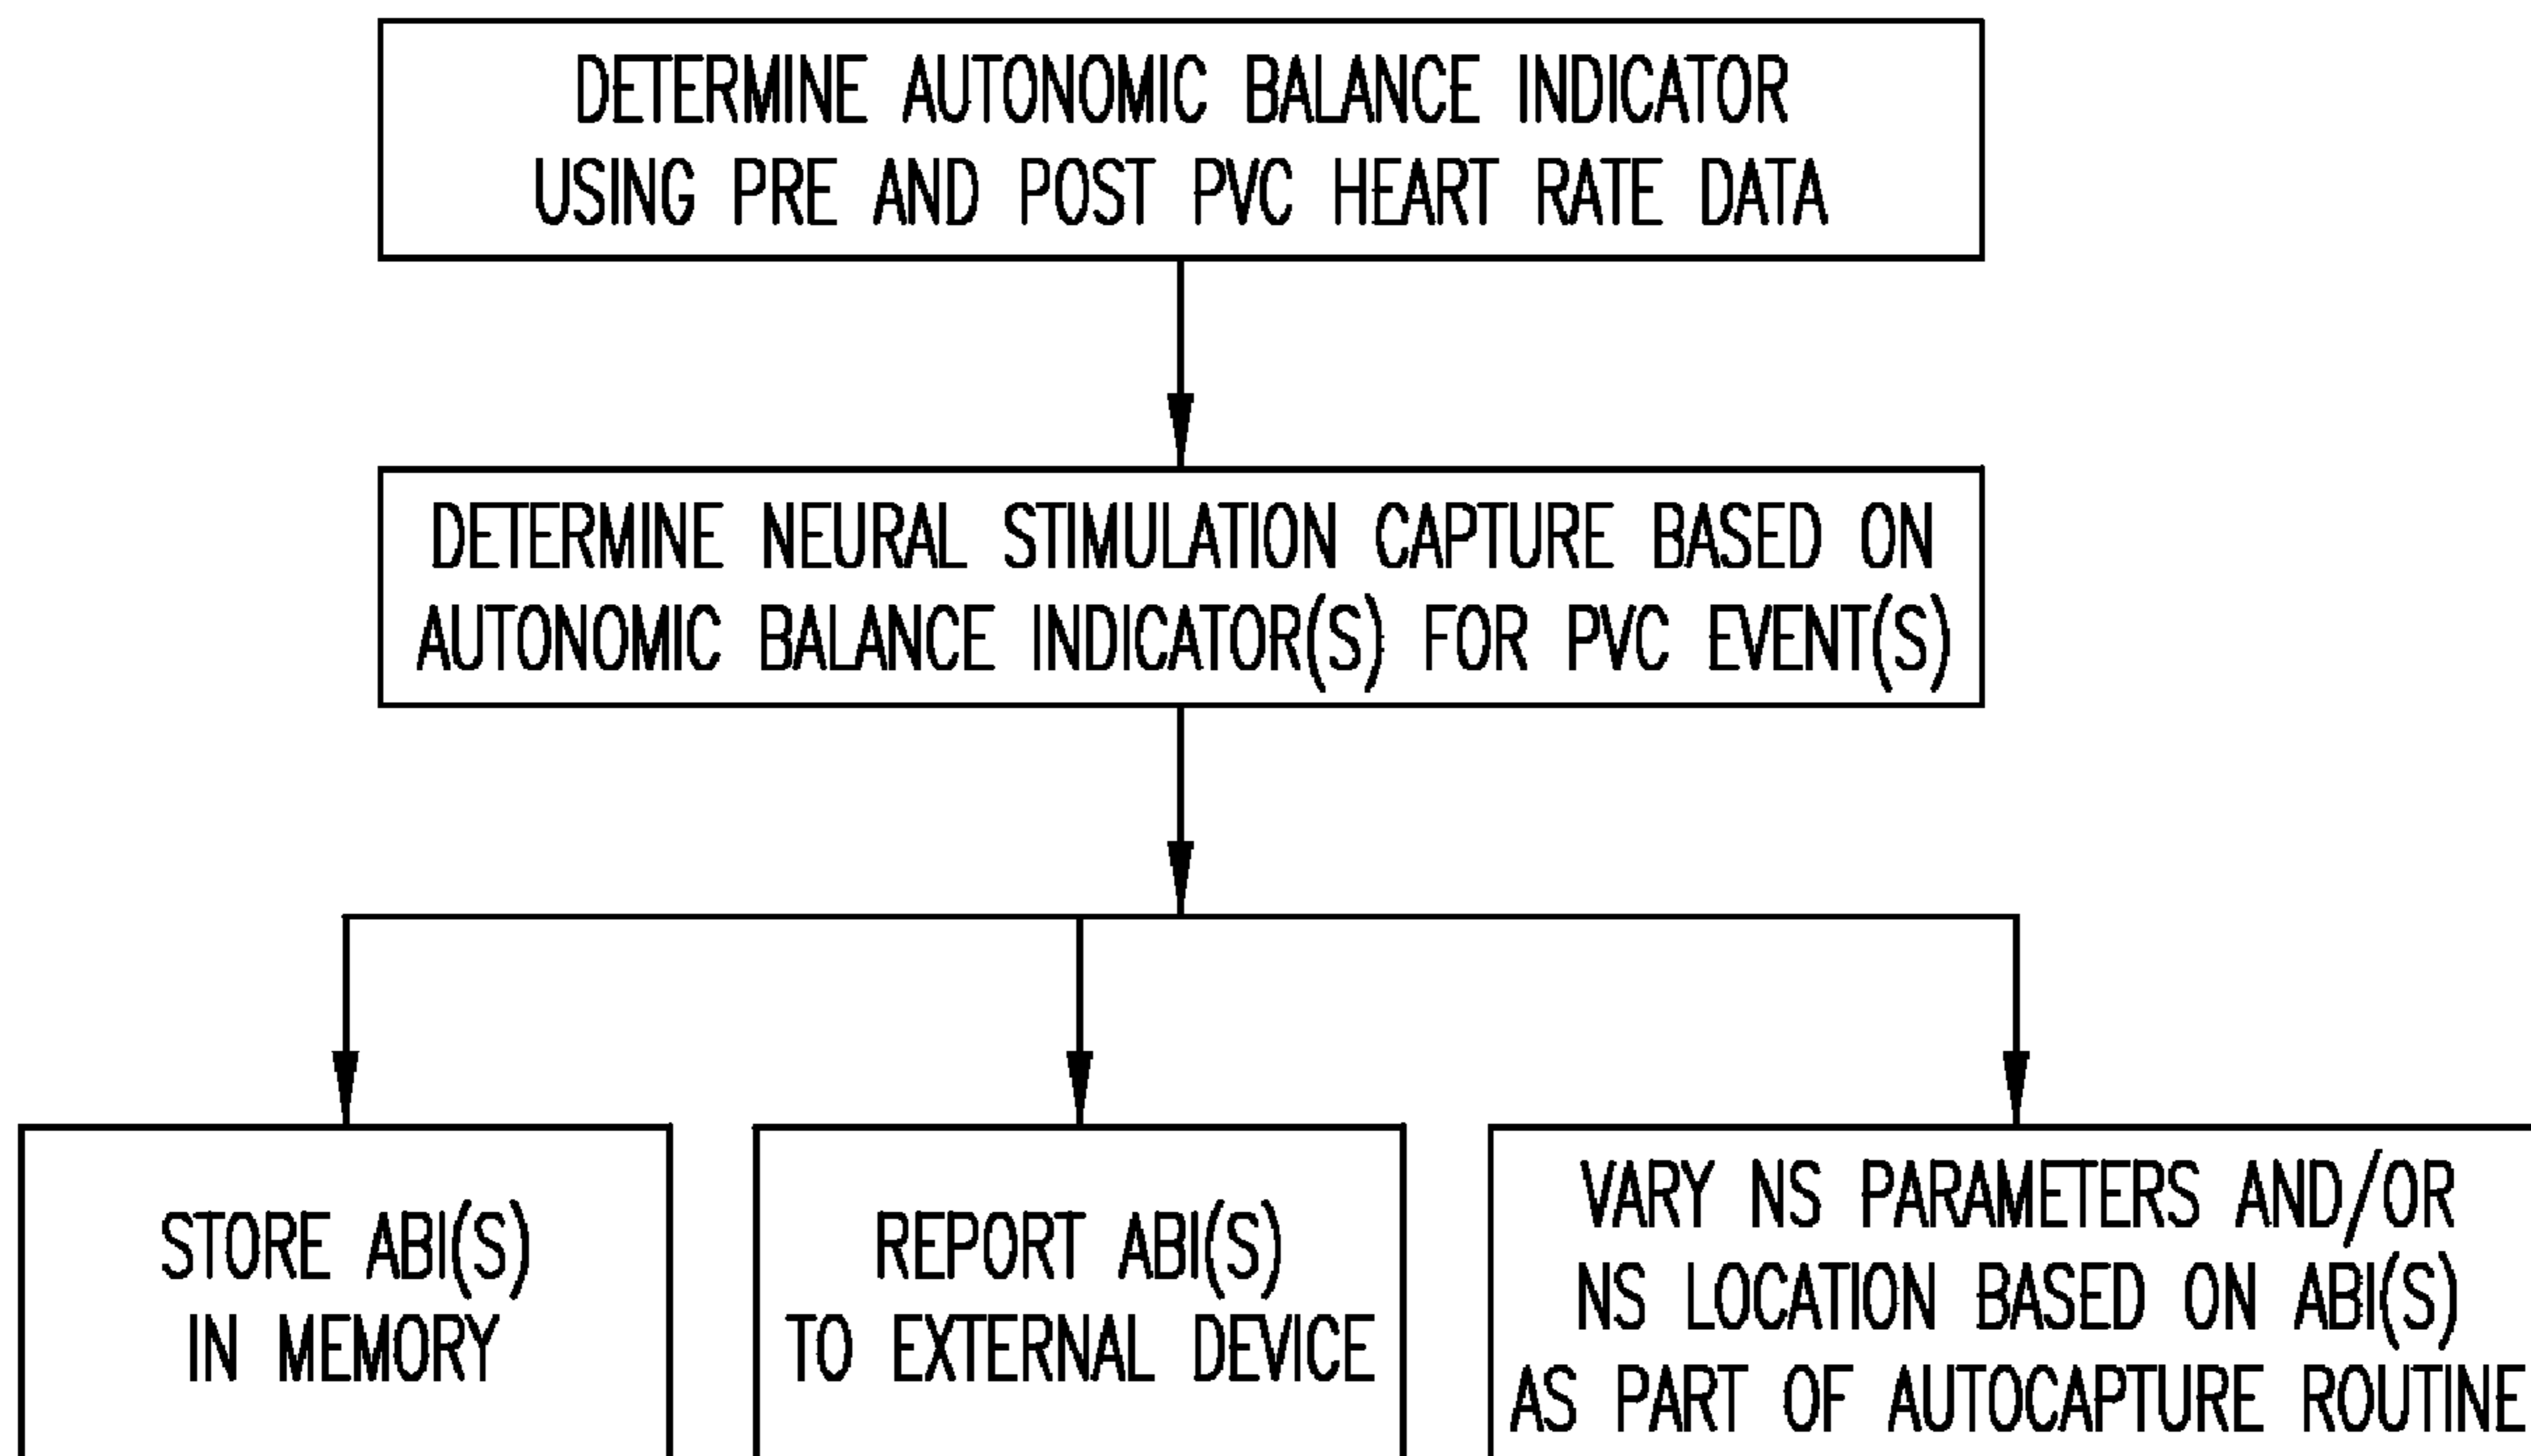 DETERMINE AUTONOMIC BALANCE INDICATOR
USING PRE AND POST PVC HEART RATE DATA
DETERMINE NEURAL STIMULATION CAPTURE BASED ON
AUTONOMIC BALANCE INDICATOR(S) FOR PVC EVENT(S)
STORE ABI(S)
IN MEMORY
REPORT ABI(S)
TO EXTERNAL DEVICE
VARY NS PARAMETERS AND/OR
NS LOCATION BASED ON ABI(S)
AS PART OF AUTOCAPTURE ROUTINE